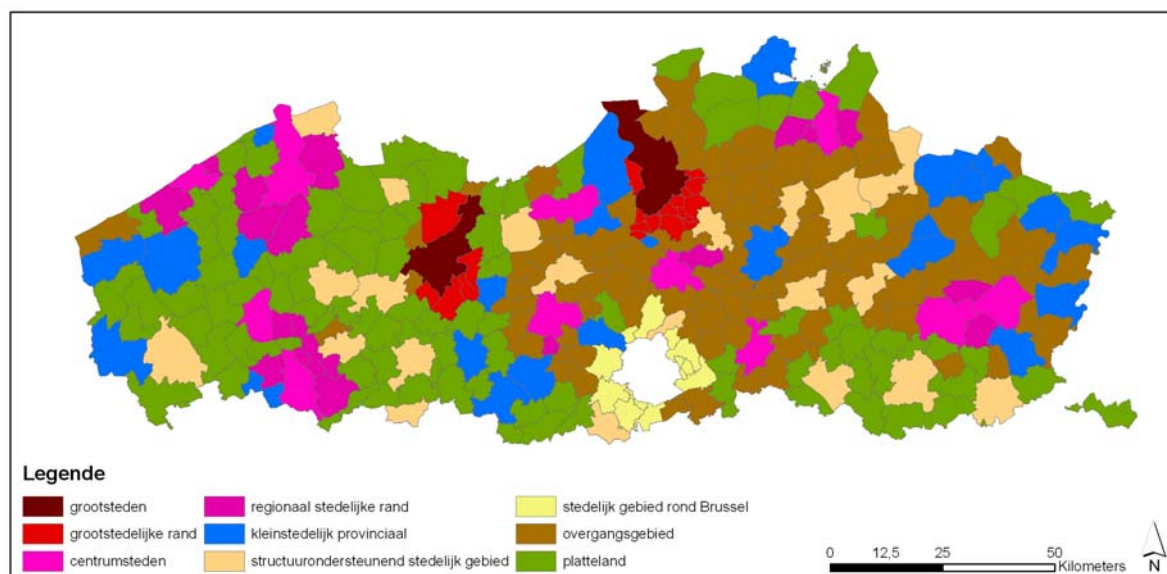 Legende
grootsteden
grootstedelijke rand
centrumsteden
regionaal stedelijke rand
kleinstedelijk provinciaal
structuurondersteunend stedelijk gebied
stedelijk gebied rond Brussel
overgangsgebied
platteland
0 12,5 25 50
Kilometers
N